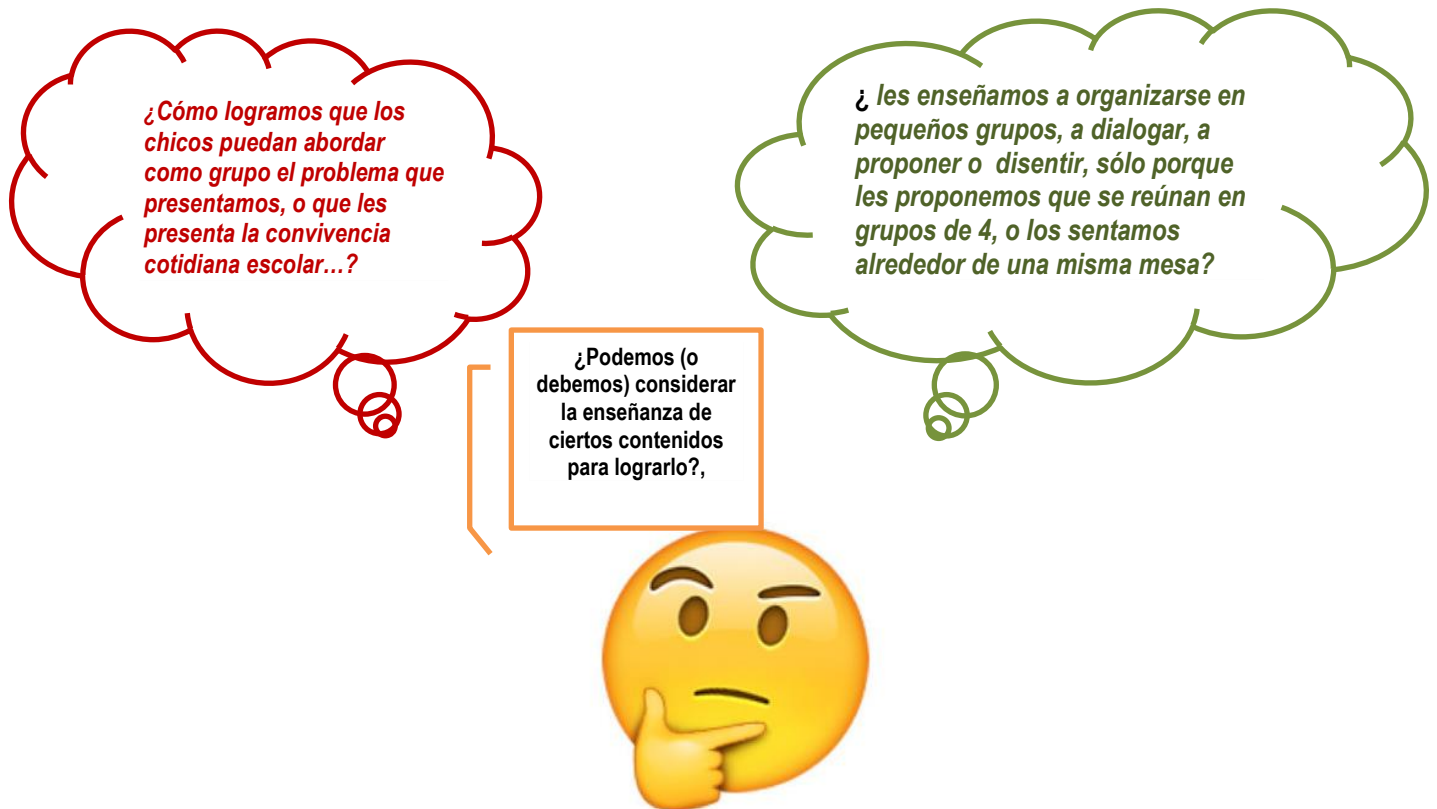 ¿Cómo logramos que los
chicos puedan abordar
como grupo el problema que
presentamos, o que les
presenta la convivencia
cotidiana escolar…?
¿ les enseñamos a organizarse en
pequeños grupos, a dialogar, a
proponer o disentir, sólo porque
les proponemos que se reúnan en
grupos de 4, o los sentamos
alrededor de una misma mesa?
¿Podemos (o
debemos) considerar
la enseñanza de
ciertos contenidos
para lograrlo?,